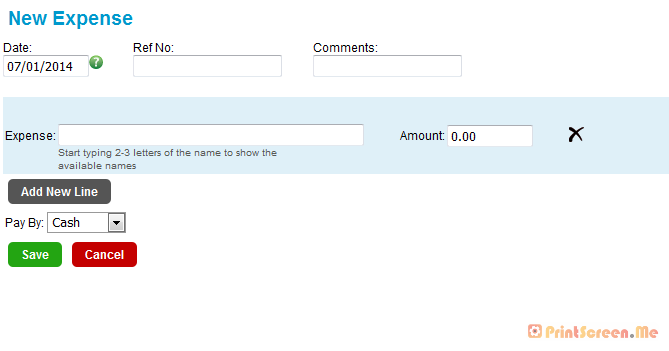 New Expense
Date: Ref No: Comments:
07/01/2014 ?
Expense: Amount: 0.00
Start typing 2-3 letters of the name to show the
available names
Add New Line
Pay By: Cash
Save Cancel
PrintScreen.Me